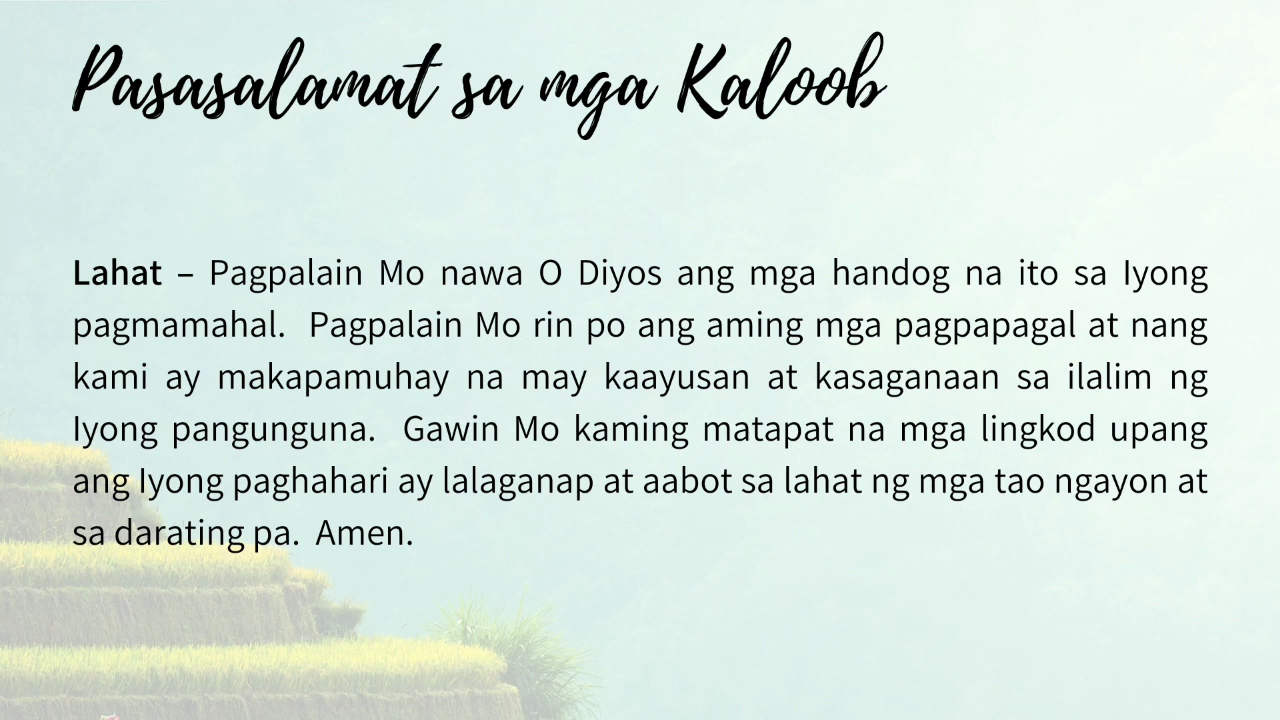 Pasasalamat sa mga Kaloob
Lahat – Pagpalain Mo nawa O Diyos ang mga handog na ito sa Iyong
pagmamahal.  Pagpalain Mo rin po ang aming mga pagpapagal at nang
kami ay makapamuhay na may kaayusan at kasaganaan sa ilalim ng
Iyong pangunguna.  Gawin Mo kaming matapat na mga lingkod upang
ang Iyong paghahari ay lalaganap at aabot sa lahat ng mga tao ngayon at
sa darating pa.  Amen.